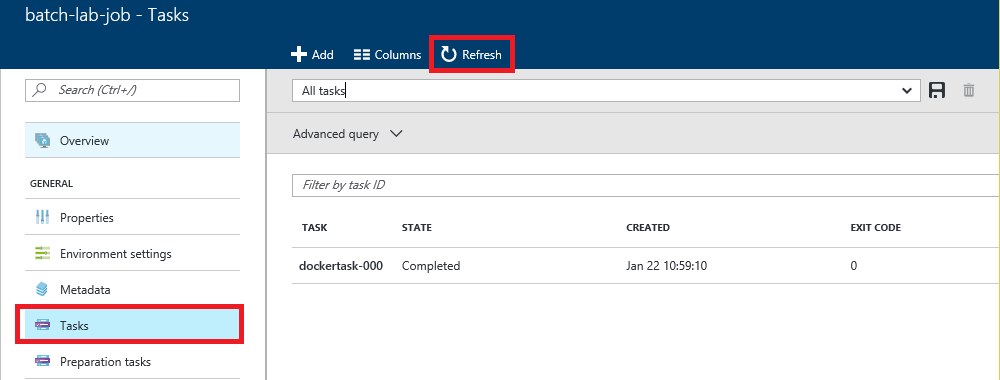 batch-lab-job - Tasks
Add Columns Refresh
Search (Ctrl+/)
Overview
GENERAL
Properties
Environment settings
Metadata
Tasks
Preparation tasks
All tasks
Advanced query
Filter by task ID
TASK STATE CREATED EXIT CODE
dockertask-000 Completed Jan 22 10:59:10 0